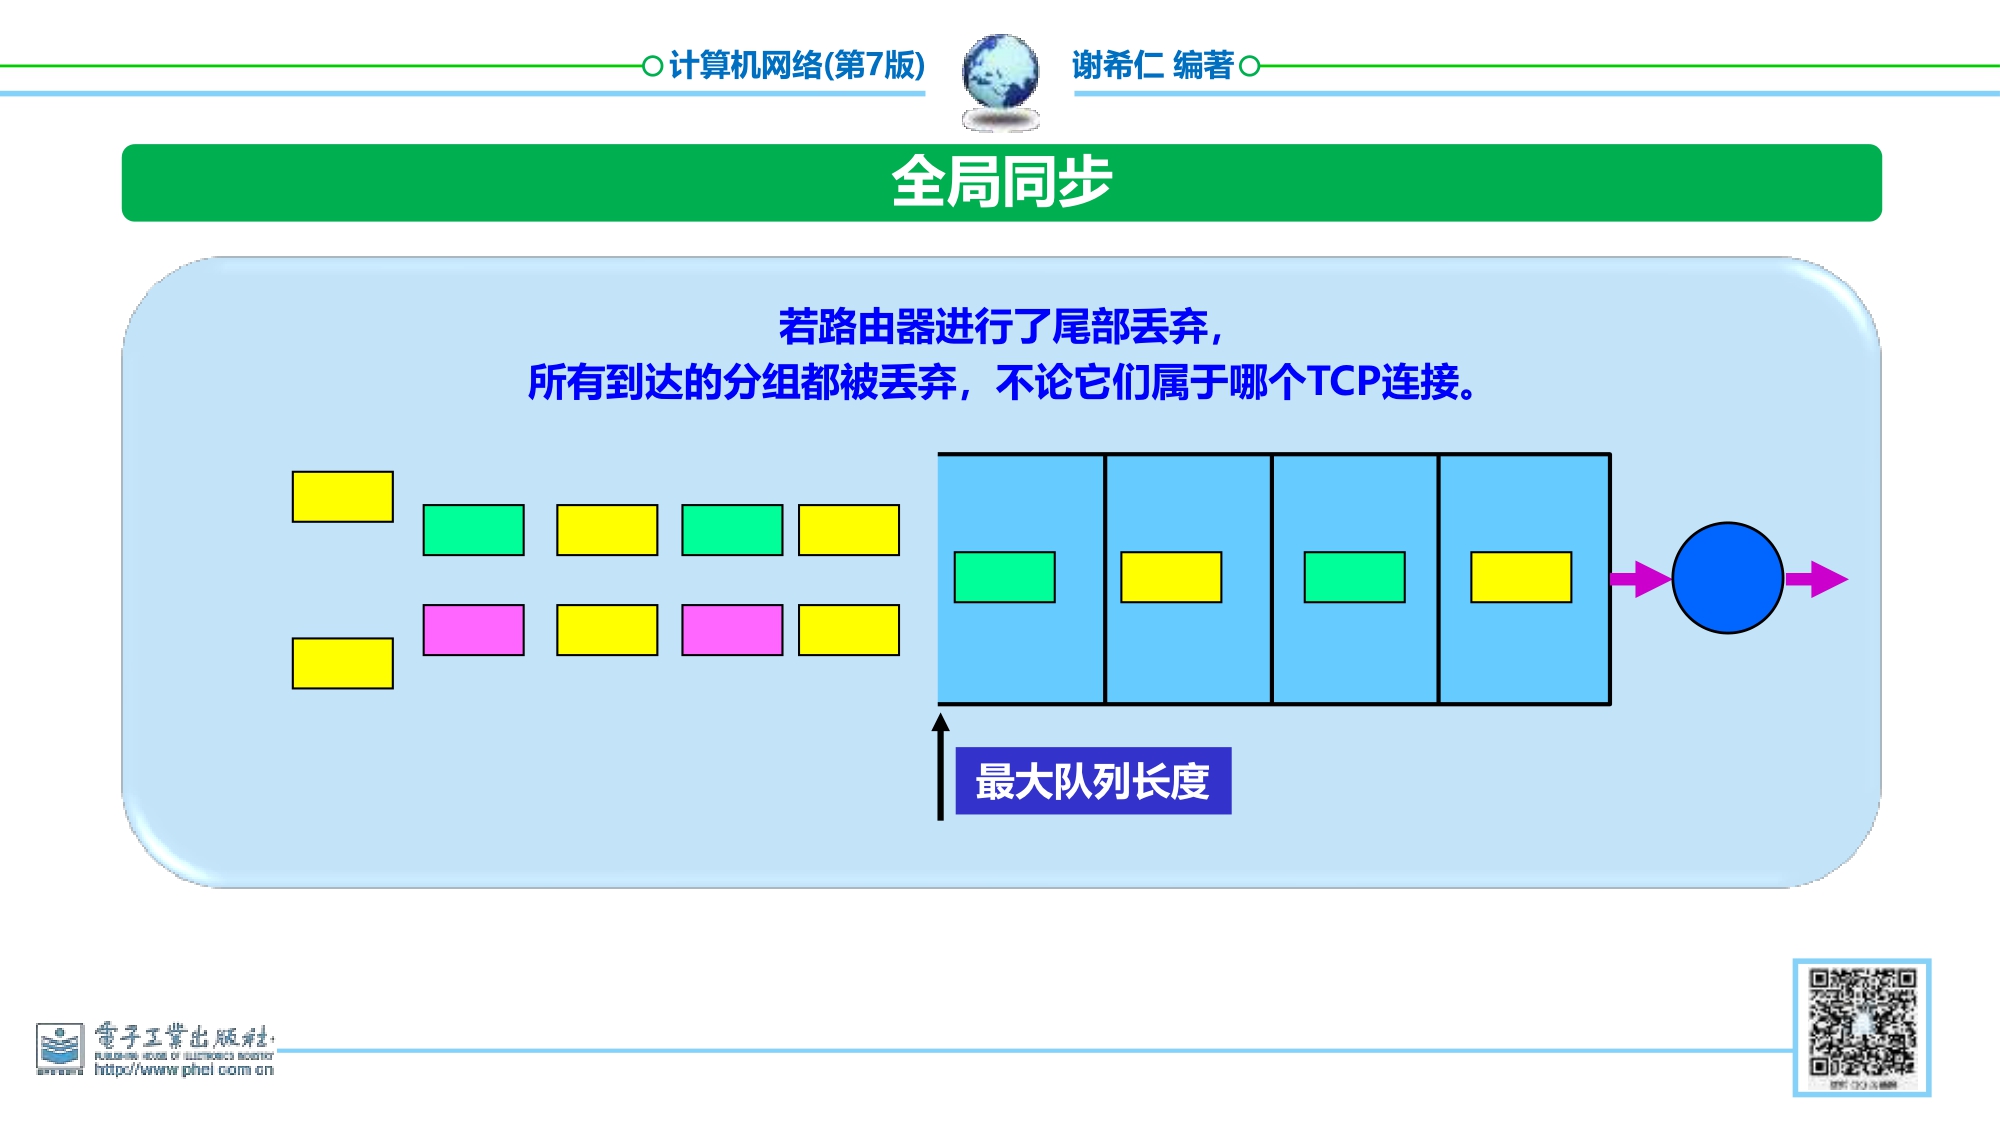 计算机网络(第7版)
谢希仁 编著
全局同步
若路由器进行了尾部丢弃，
所有到达的分组都被丢弃，不论它们属于哪个TCP连接。
最大队列长度
電子工業出版社
PUBLISHING HOUSE OF ELECTRONICS INDUSTRY
http://www.phei.com.cn